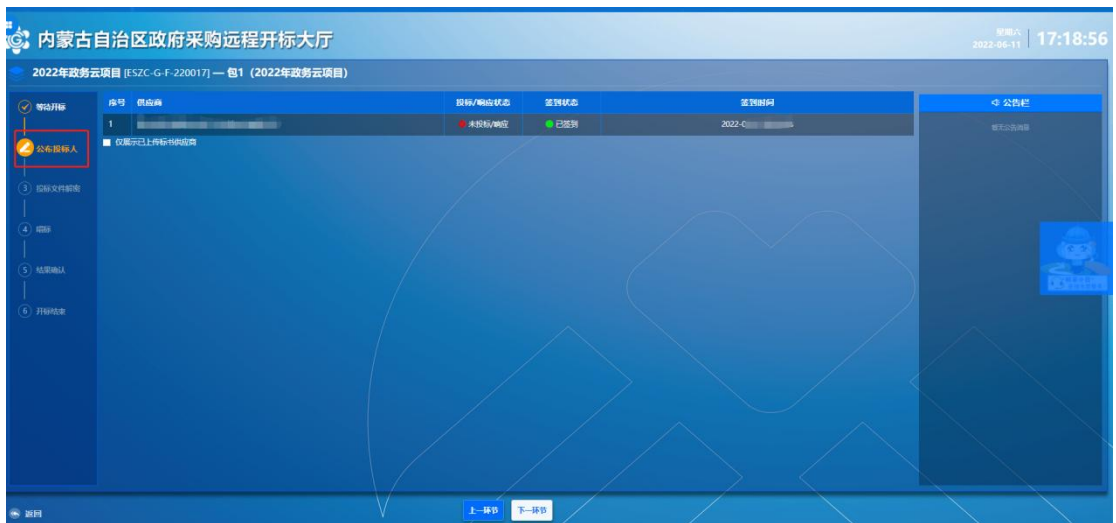 内蒙古自治区政府采购远程开标大厅
星期六
2022-06-11
17:18:56
2022年政务云项目 [ESZC-G-F-220017] — 包1（2022年政务云项目）
等待开标
序号 供应商 投标/响应状态 签到状态 签到时间
公告栏
1 未投标/响应 已签到 2022-0
暂无公告消息
公布投标人
仅展示已上传标书供应商
3 投标文件解密
4 唱标
5 结果确认
6 开标结束
返回
上一环节 下一环节